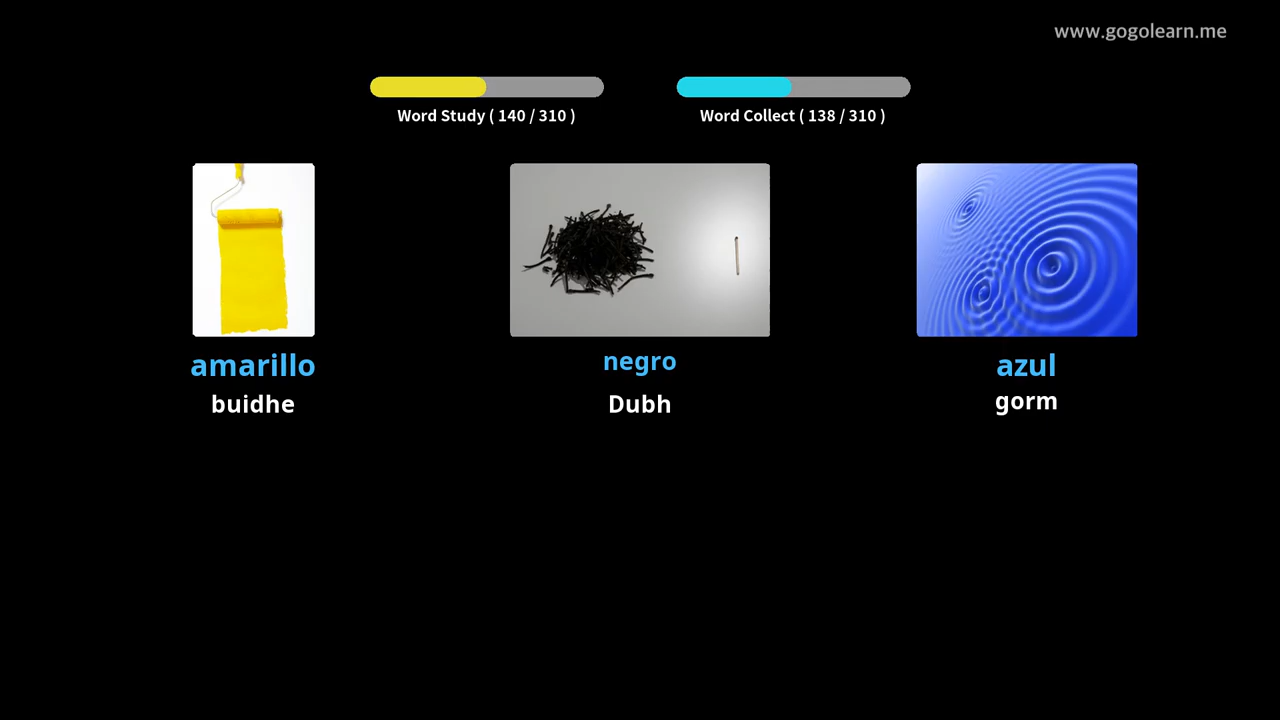 www.gogolearn.me
Word Study ( 140 / 310 )
Word Collect ( 138 / 310 )
amarillo
buidhe
negro
Dubh
azul
gorm